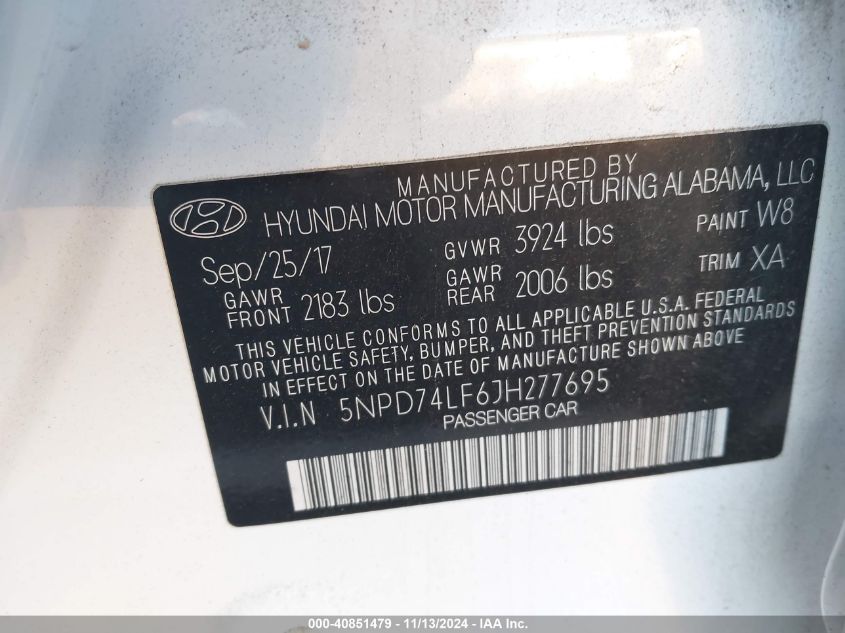 MANUFACTURED BY
HYUNDAI MOTOR MANUFACTURING ALABAMA, LLC
Sep/25/17 GVWR 3924 lbs PAINT W8
GAWR FRONT 2183 lbs GAWR REAR 2006 lbs TRIM XA
THIS VEHICLE CONFORMS TO ALL APPLICABLE U.S.A. FEDERAL
MOTOR VEHICLE SAFETY, BUMPER, AND THEFT PREVENTION STANDARDS
IN EFFECT ON THE DATE OF MANUFACTURE SHOWN ABOVE
V.I.N 5NPD74LF6JH277695
PASSENGER CAR
000-40851479 - 11/13/2024 - IAA Inc.